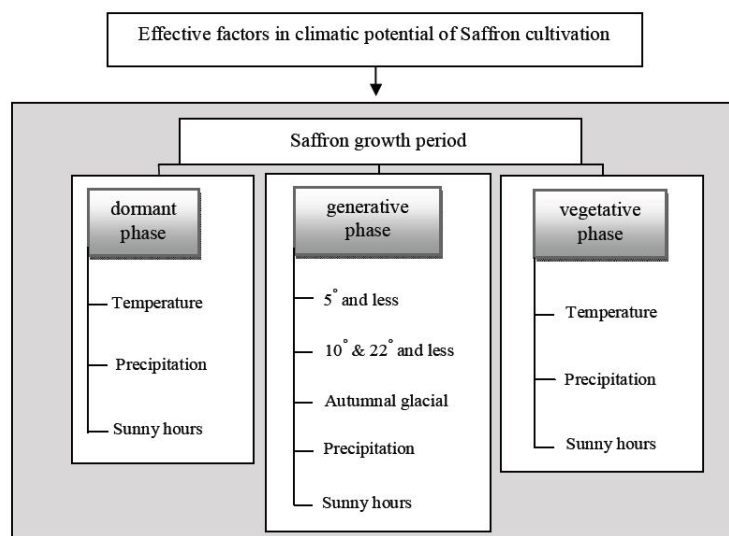 Effective factors in climatic potential of Saffron cultivation
Saffron growth period
dormant
phase
Temperature
Precipitation
Sunny hours
generative
phase
5° and less
10° & 22° and less
Autumnal glacial
Precipitation
Sunny hours
vegetative
phase
Temperature
Precipitation
Sunny hours